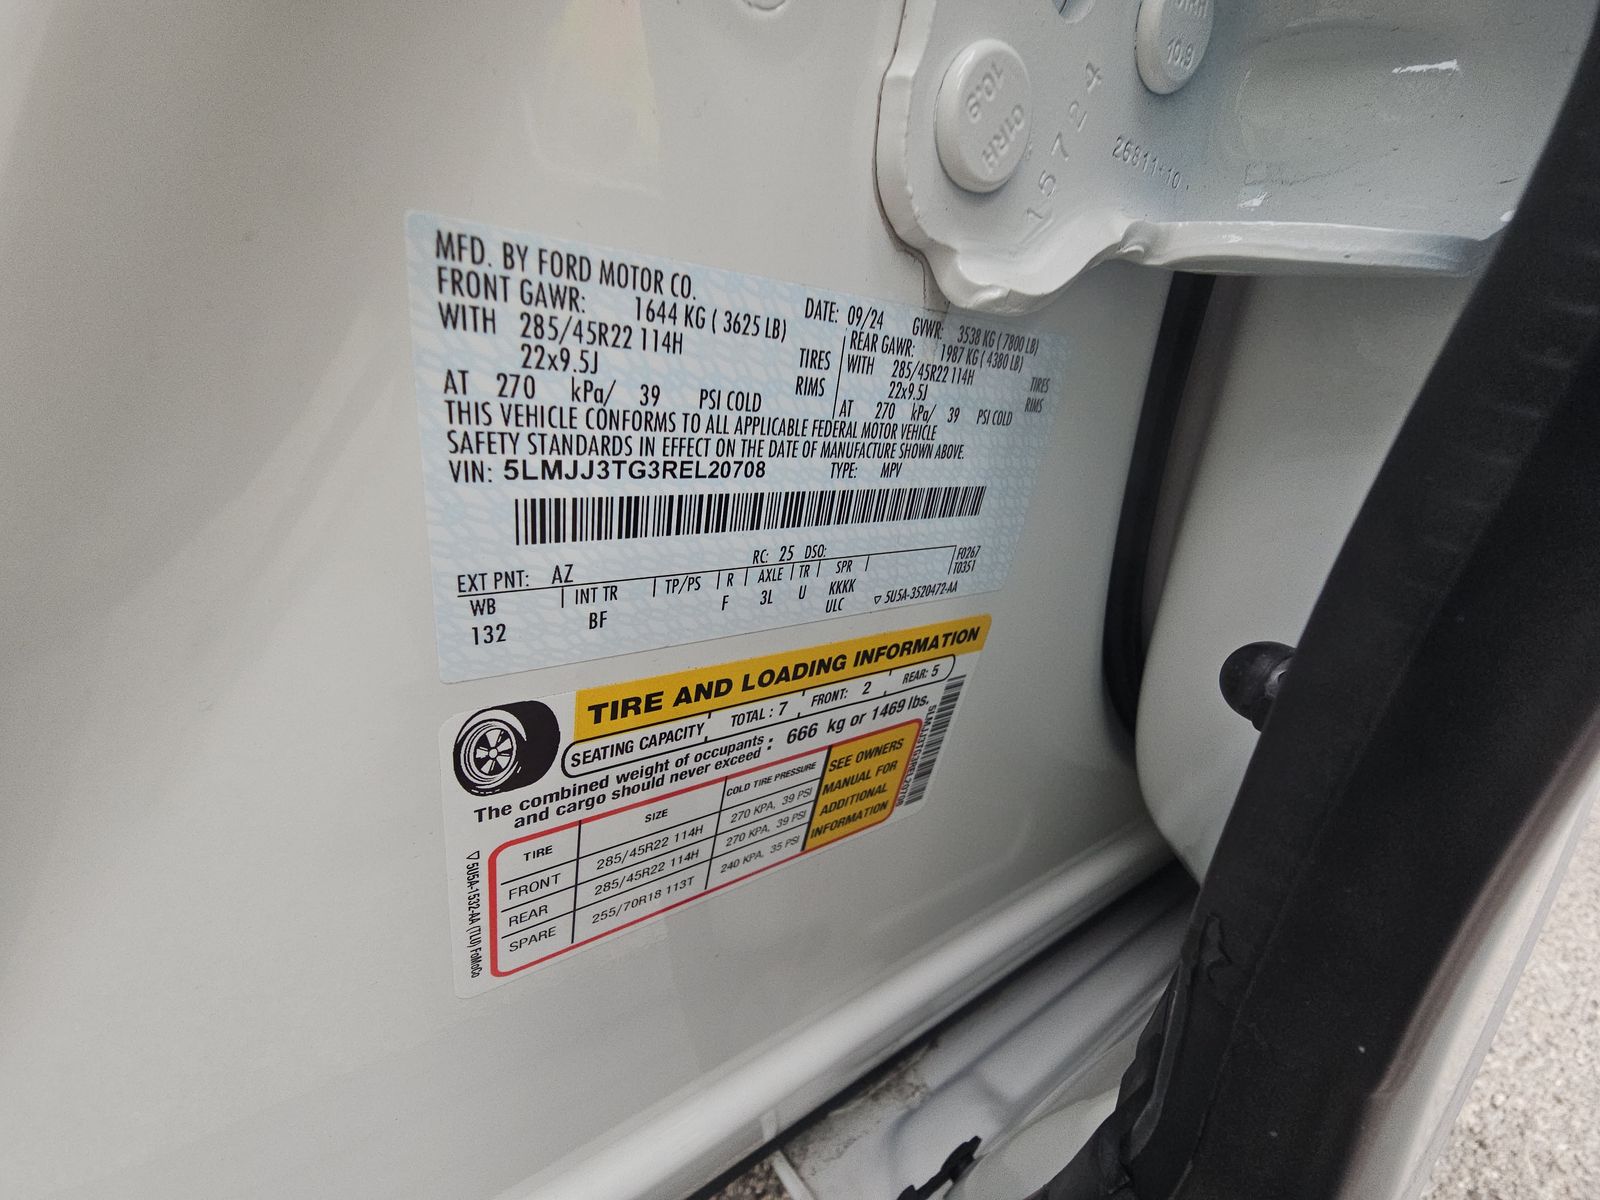 10.9
01RH
10.9
15724
26811-10
MFD. BY FORD MOTOR CO.
DATE: 09/24 GVWR: 3538 KG ( 7800 LB)
FRONT GAWR: 1644 KG ( 3625 LB)
WITH 285/45R22 114H TIRES
22x9.5J RIMS
AT 270 kPa/ 39 PSI COLD
REAR GAWR: 1987 KG ( 4380 LB)
WITH 285/45R22 114H TIRES
22x9.5J RIMS
AT 270 kPa/ 39 PSI COLD
THIS VEHICLE CONFORMS TO ALL APPLICABLE FEDERAL MOTOR VEHICLE
SAFETY STANDARDS IN EFFECT ON THE DATE OF MANUFACTURE SHOWN ABOVE.
VIN: 5LMJJ3TG3REL20708 TYPE: MPV
EXT PNT: AZ RC: 25 DSO: F0267
WB INT TR TP/PS R AXLE TR SPR T0351
132 BF F 3L U KKKK
ULC 5U5A-3520472-AA
TIRE AND LOADING INFORMATION
SEATING CAPACITY TOTAL: 7 FRONT: 2 REAR: 5
The combined weight of occupants
and cargo should never exceed : 666 kg or 1469 lbs.
TIRE SIZE COLD TIRE PRESSURE
FRONT 285/45R22 114H 270 KPA, 39 PSI
REAR 285/45R22 114H 270 KPA, 39 PSI
SPARE 255/70R18 113T 240 KPA, 35 PSI
SEE OWNERS
MANUAL FOR
ADDITIONAL
INFORMATION
5LMJJ3TG3REL20708
5U5A-1532-AA (TLU) FoMoCo